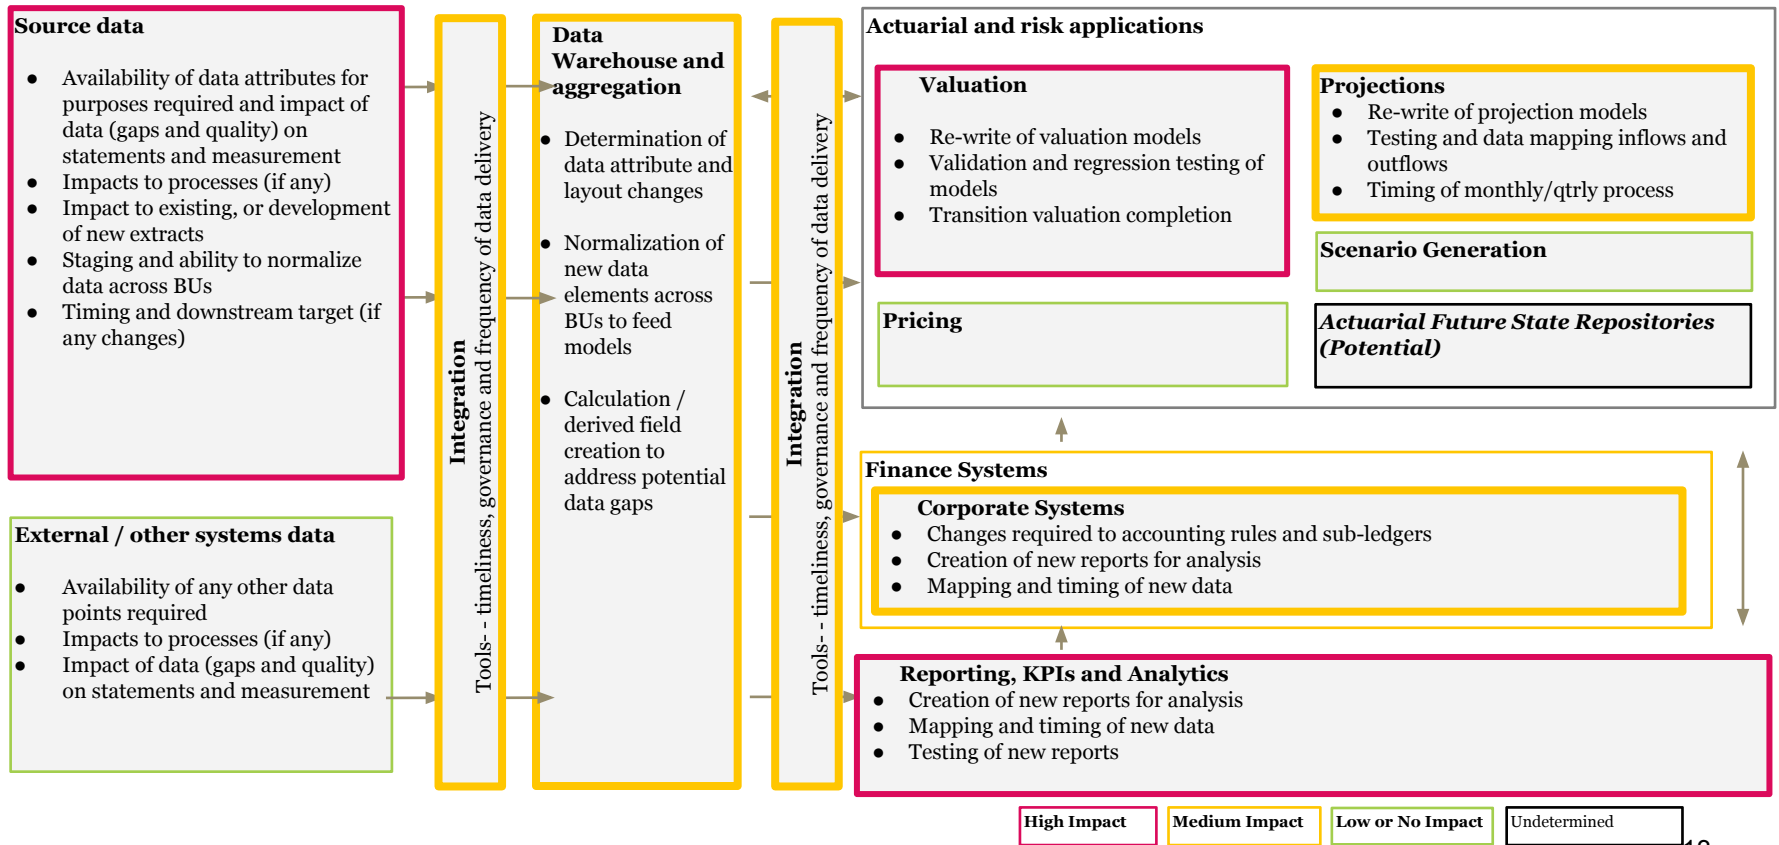 Source data
● Availability of data attributes for
purposes required and impact of
data (gaps and quality) on
statements and measurement
● Impacts to processes (if any)
● Impact to existing, or development
of new extracts
● Staging and ability to normalize
data across BUs
● Timing and downstream target (if
any changes)
External / other systems data
● Availability of any other data
points required
● Impacts to processes (if any)
● Impact of data (gaps and quality)
on statements and measurement
Integration
Tools- - timeliness, governance and frequency of data delivery
Data
Warehouse and
aggregation
● Determination of
data attribute and
layout changes
● Normalization of
new data
elements across
BUs to feed
models
● Calculation /
derived field
creation to
address potential
data gaps
Integration
Tools- - timeliness, governance and frequency of data delivery
Actuarial and risk applications
Valuation
● Re-write of valuation models
● Validation and regression testing of
models
● Transition valuation completion
Projections
● Re-write of projection models
● Testing and data mapping inflows and
outflows
● Timing of monthly/qtrly process
Scenario Generation
Pricing
Actuarial Future State Repositories
(Potential)
Finance Systems
Corporate Systems
● Changes required to accounting rules and sub-ledgers
● Creation of new reports for analysis
● Mapping and timing of new data
Reporting, KPIs and Analytics
● Creation of new reports for analysis
● Mapping and timing of new data
● Testing of new reports
High Impact
Medium Impact
Low or No Impact
Undetermined